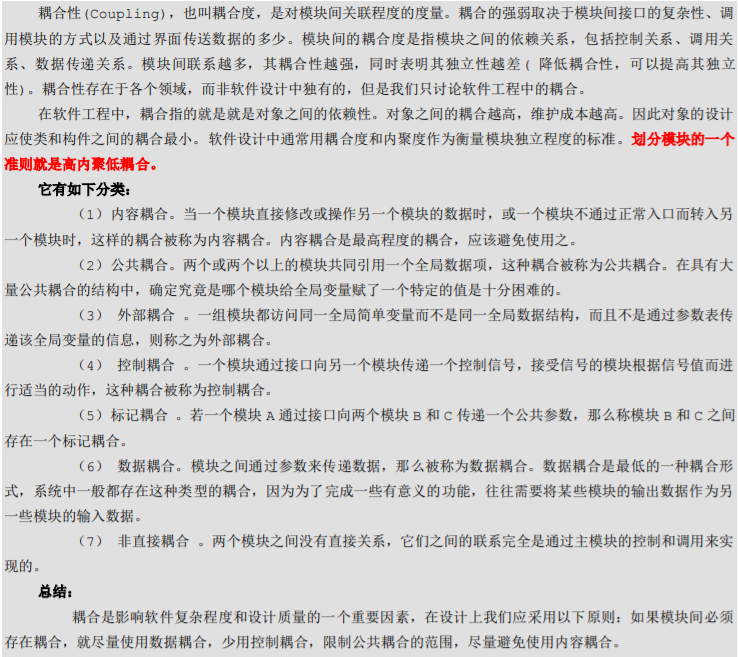 耦合性(Coupling)，也叫耦合度，是对模块间关联程度的度量。耦合的强弱取决于模块间接口的复杂性、调
用模块的方式以及通过界面传送数据的多少。模块间的耦合度是指模块之间的依赖关系，包括控制关系、调用关
系、数据传递关系。模块间联系越多，其耦合性越强，同时表明其独立性越差( 降低耦合性，可以提高其独立
性)。耦合性存在于各个领域，而非软件设计中独有的，但是我们只讨论软件工程中的耦合。
在软件工程中，耦合指的就是就是对象之间的依赖性。对象之间的耦合越高，维护成本越高。因此对象的设计
应使类和构件之间的耦合最小。软件设计中通常用耦合度和内聚度作为衡量模块独立程度的标准。划分模块的一个
准则就是高内聚低耦合。
它有如下分类：
（1）内容耦合。当一个模块直接修改或操作另一个模块的数据时，或一个模块不通过正常入口而转入另
一个模块时，这样的耦合被称为内容耦合。内容耦合是最高程度的耦合，应该避免使用之。
（2）公共耦合。两个或两个以上的模块共同引用一个全局数据项，这种耦合被称为公共耦合。在具有大
量公共耦合的结构中，确定究竟是哪个模块给全局变量赋了一个特定的值是十分困难的。
（3） 外部耦合 。一组模块都访问同一全局简单变量而不是同一全局数据结构，而且不是通过参数表传
递该全局变量的信息，则称之为外部耦合。
（4） 控制耦合 。一个模块通过接口向另一个模块传递一个控制信号，接受信号的模块根据信号值而进
行适当的动作，这种耦合被称为控制耦合。
（5）标记耦合 。若一个模块 A 通过接口向两个模块 B 和 C 传递一个公共参数，那么称模块 B 和 C 之间
存在一个标记耦合。
（6） 数据耦合。模块之间通过参数来传递数据，那么被称为数据耦合。数据耦合是最低的一种耦合形
式，系统中一般都存在这种类型的耦合，因为为了完成一些有意义的功能，往往需要将某些模块的输出数据作为另
一些模块的输入数据。
（7） 非直接耦合 。两个模块之间没有直接关系，它们之间的联系完全是通过主模块的控制和调用来实
现的。
总结：
耦合是影响软件复杂程度和设计质量的一个重要因素，在设计上我们应采用以下原则：如果模块间必须
存在耦合，就尽量使用数据耦合，少用控制耦合，限制公共耦合的范围，尽量避免使用内容耦合。